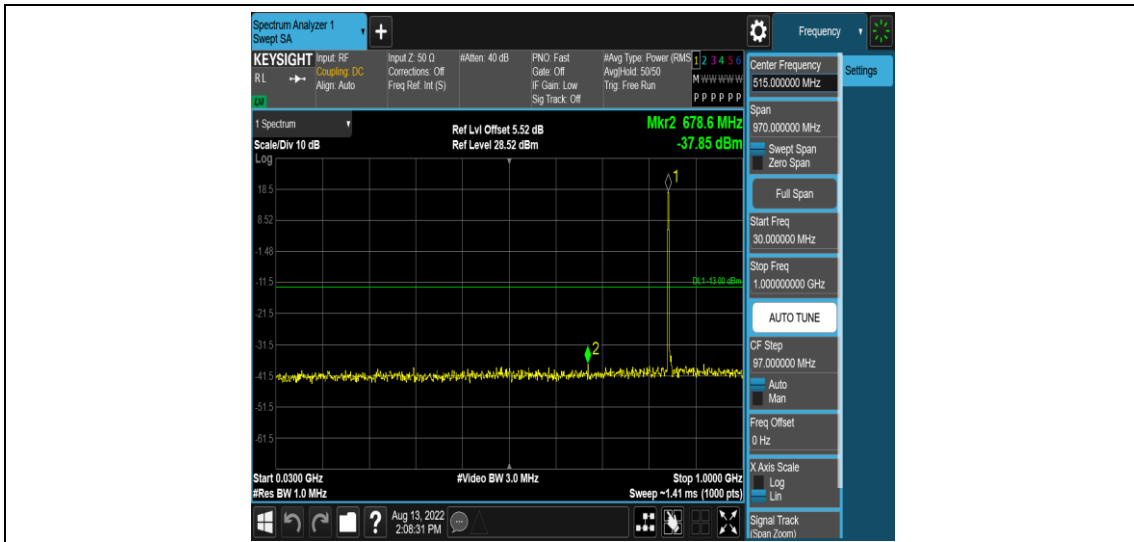 Spectrum Analyzer 1
Swept SA
+
Frequency
KEYSIGHT
RL
LM
Input: RF
Coupling: DC
Align: Auto
Input Z: 50 Ω
Corrections: Off
Freq Ref: Int (S)
#Atten: 40 dB
PNO: Fast
Gate: Off
IF Gain: Low
Sig Track: Off
#Avg Type: Power (RMS
Avg|Hold: 50/50
Trig: Free Run
1 2 3 4 5 6
M W W W W W
P P P P P P
1 Spectrum
Scale/Div 10 dB
Log
Ref Lvl Offset 5.52 dB
Ref Level 28.52 dBm
Mkr2 678.6 MHz
-37.85 dBm
1
18.5
8.52
-1.48
-11.5
DL1 -13.00 dBm
-21.5
-31.5
2
-41.5
-51.5
-61.5
Start 0.0300 GHz
#Res BW 1.0 MHz
#Video BW 3.0 MHz
Stop 1.0000 GHz
Sweep ~1.41 ms (1000 pts)
?
Aug 13, 2022
2:08:31 PM
Center Frequency
515.000000 MHz
Settings
Span
970.000000 MHz
Swept Span
Zero Span
Full Span
Start Freq
30.000000 MHz
Stop Freq
1.000000000 GHz
AUTO TUNE
CF Step
97.000000 MHz
Auto
Man
Freq Offset
0 Hz
X Axis Scale
Log
Lin
Signal Track
(Span Zoom)